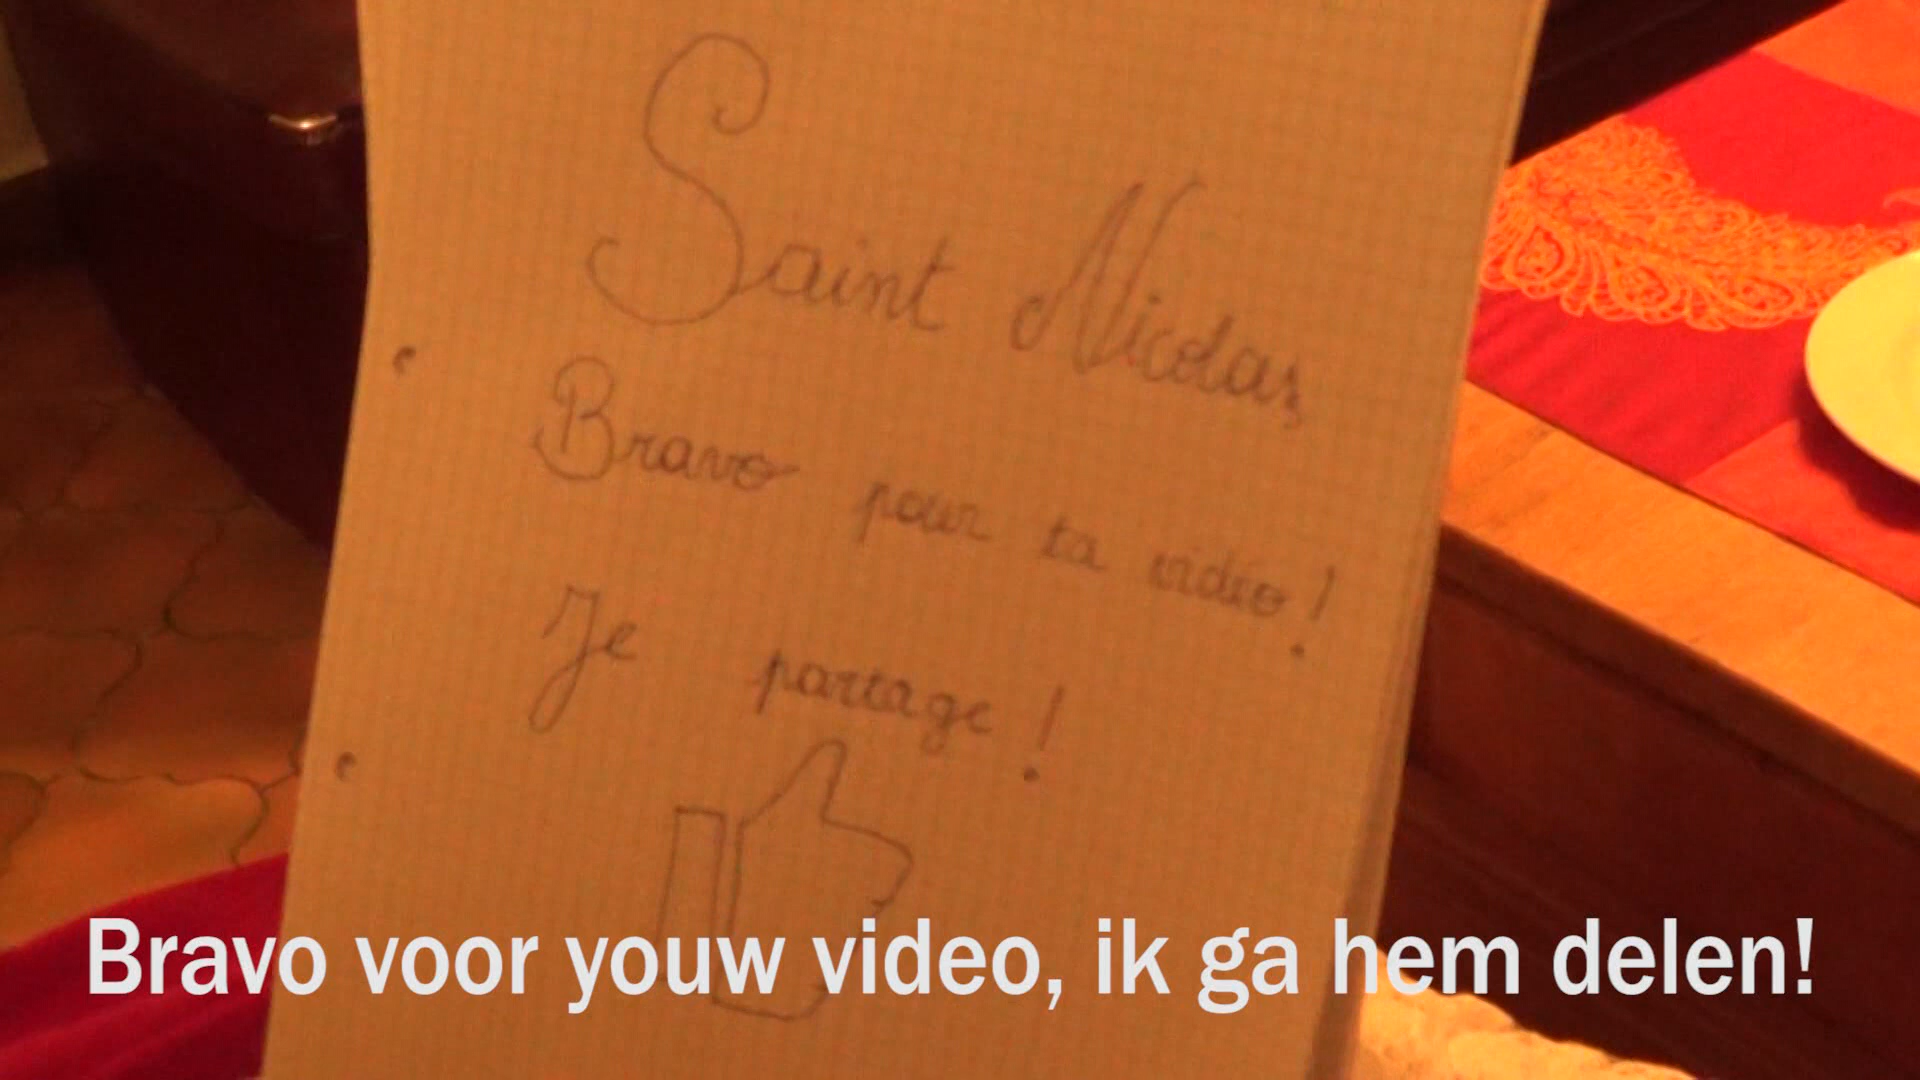 Saint Nicolas,
Bravo pour ta vidéo !
Je partage !
Bravo voor youw video, ik ga hem delen!